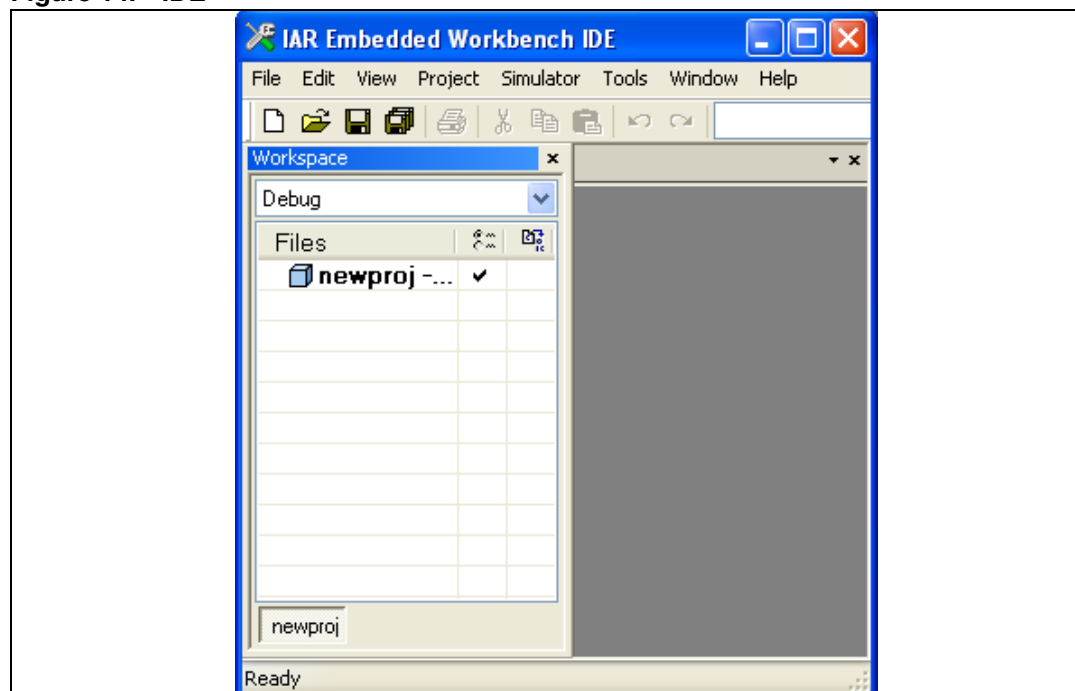 IAR Embedded Workbench IDE
File Edit View Project Simulator Tools Window Help
Workspace
Debug
Files
newproj -...
newproj
Ready